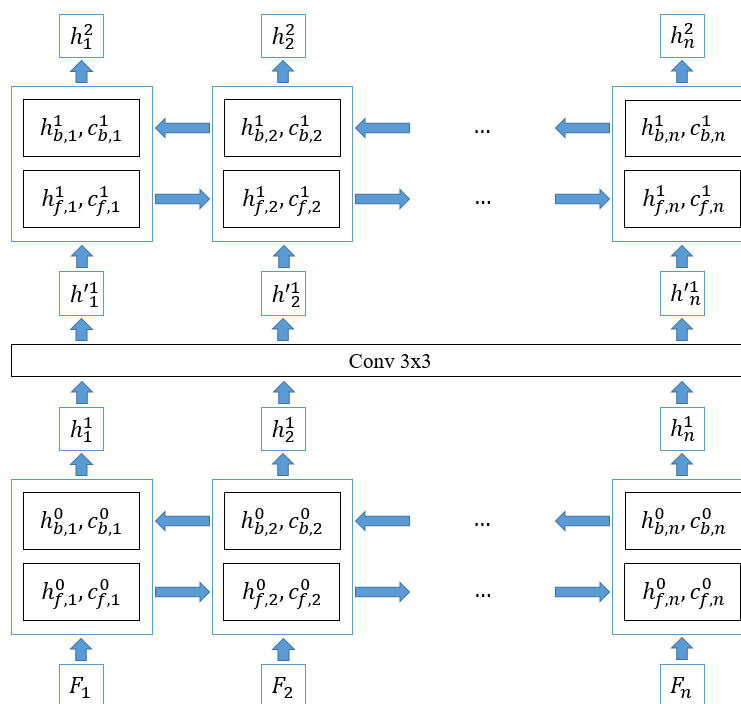 h_1^2 h_2^2 h_n^2
h_{b,1}^1, c_{b,1}^1 h_{b,2}^1, c_{b,2}^1 ... h_{b,n}^1, c_{b,n}^1
h_{f,1}^1, c_{f,1}^1 h_{f,2}^1, c_{f,2}^1 ... h_{f,n}^1, c_{f,n}^1
h'_1^1 h'_2^1 h'_n^1
Conv 3x3
h_1^1 h_2^1 h_n^1
h_{b,1}^0, c_{b,1}^0 h_{b,2}^0, c_{b,2}^0 ... h_{b,n}^0, c_{b,n}^0
h_{f,1}^0, c_{f,1}^0 h_{f,2}^0, c_{f,2}^0 ... h_{f,n}^0, c_{f,n}^0
F_1 F_2 F_n